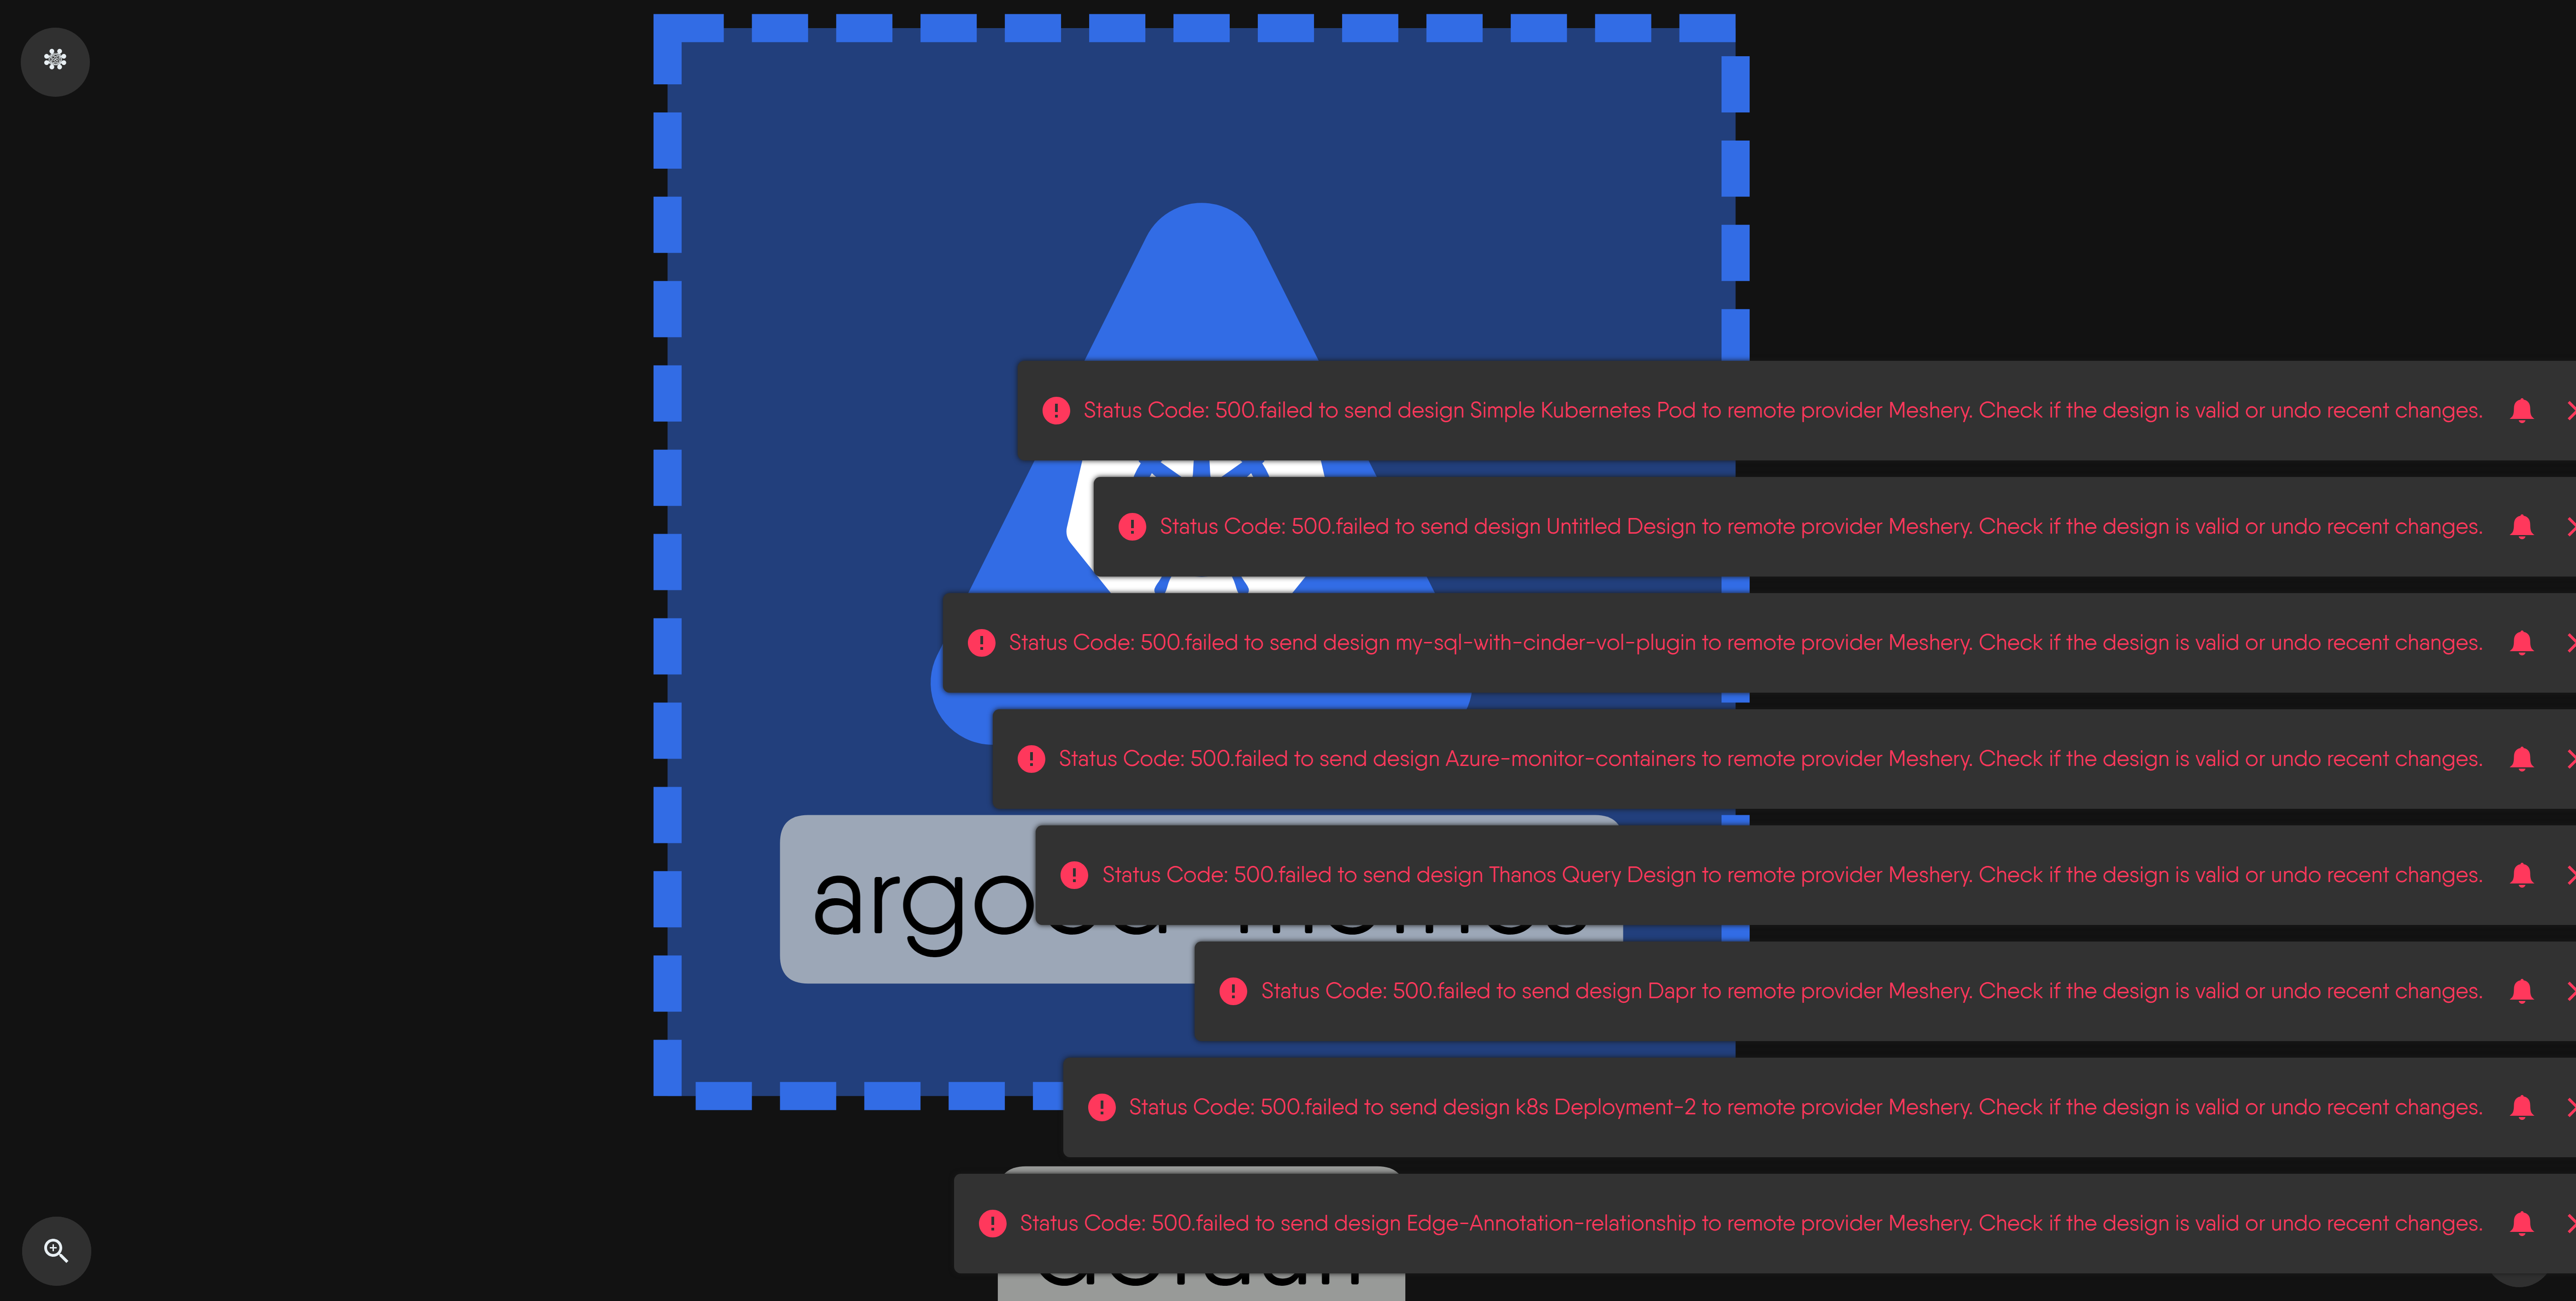 Status Code: 500.failed to send design Simple Kubernetes Pod to remote provider Meshery. Check if the design is valid or undo recent changes.
Status Code: 500.failed to send design Untitled Design to remote provider Meshery. Check if the design is valid or undo recent changes.
Status Code: 500.failed to send design my-sql-with-cinder-vol-plugin to remote provider Meshery. Check if the design is valid or undo recent changes.
Status Code: 500.failed to send design Azure-monitor-containers to remote provider Meshery. Check if the design is valid or undo recent changes.
Status Code: 500.failed to send design Thanos Query Design to remote provider Meshery. Check if the design is valid or undo recent changes.
Status Code: 500.failed to send design Dapr to remote provider Meshery. Check if the design is valid or undo recent changes.
Status Code: 500.failed to send design k8s Deployment-2 to remote provider Meshery. Check if the design is valid or undo recent changes.
Status Code: 500.failed to send design Edge-Annotation-relationship to remote provider Meshery. Check if the design is valid or undo recent changes.